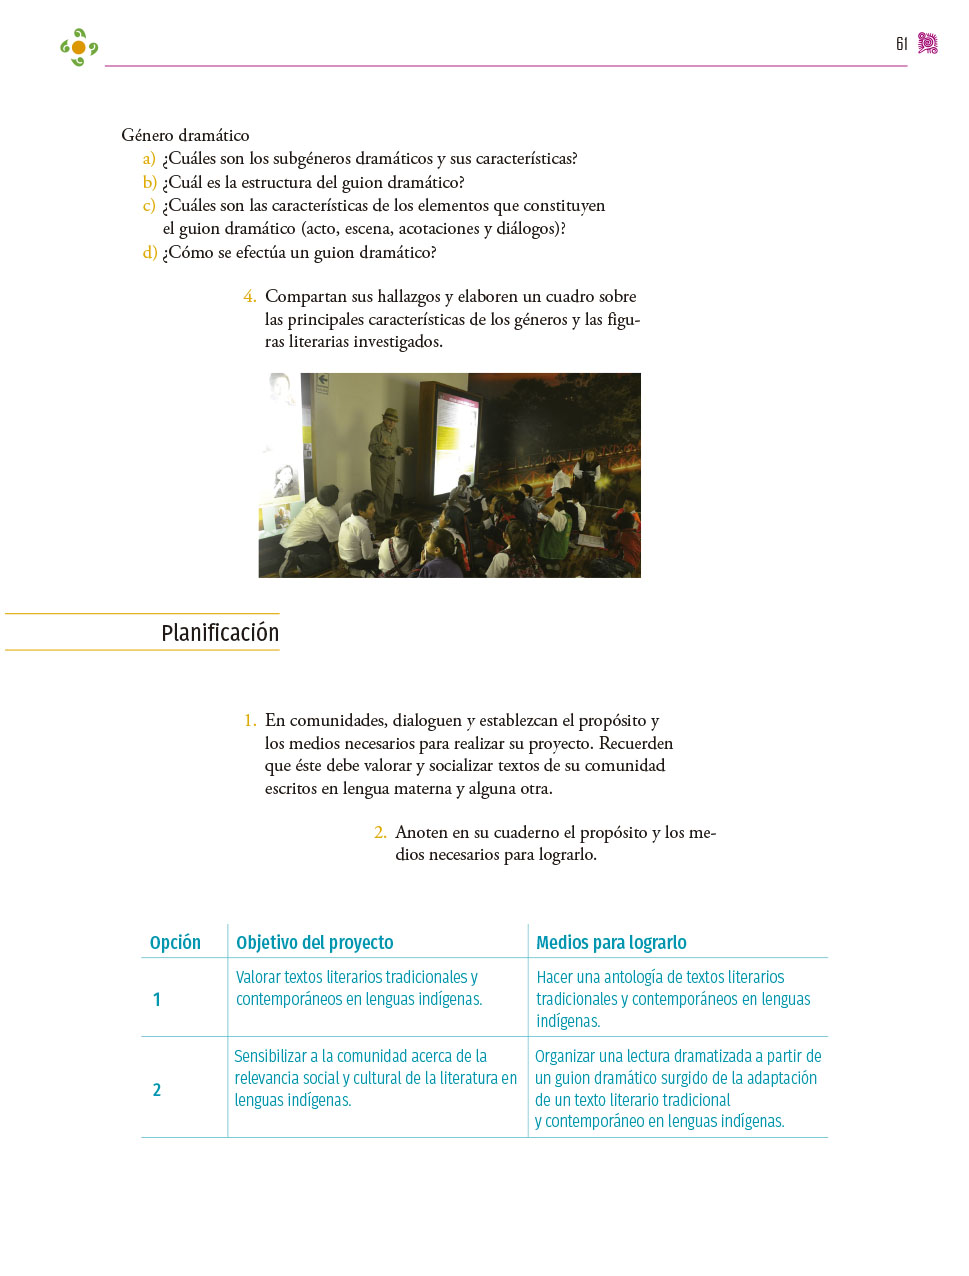 61
Género dramático
a) ¿Cuáles son los subgéneros dramáticos y sus características?
b) ¿Cuál es la estructura del guion dramático?
c) ¿Cuáles son las características de los elementos que constituyen
el guion dramático (acto, escena, acotaciones y diálogos)?
d) ¿Cómo se efectúa un guion dramático?
4. Compartan sus hallazgos y elaboren un cuadro sobre
las principales características de los géneros y las figu-
ras literarias investigados.
Planificación
1. En comunidades, dialoguen y establezcan el propósito y
los medios necesarios para realizar su proyecto. Recuerden
que éste debe valorar y socializar textos de su comunidad
escritos en lengua materna y alguna otra.
2. Anoten en su cuaderno el propósito y los me-
dios necesarios para lograrlo.
Opción Objetivo del proyecto Medios para lograrlo
1
Valorar textos literarios tradicionales y
contemporáneos en lenguas indígenas.
Hacer una antología de textos literarios
tradicionales y contemporáneos en lenguas
indígenas.
2
Sensibilizar a la comunidad acerca de la
relevancia social y cultural de la literatura en
lenguas indígenas.
Organizar una lectura dramatizada a partir de
un guion dramático surgido de la adaptación
de un texto literario tradicional
y contemporáneo en lenguas indígenas.